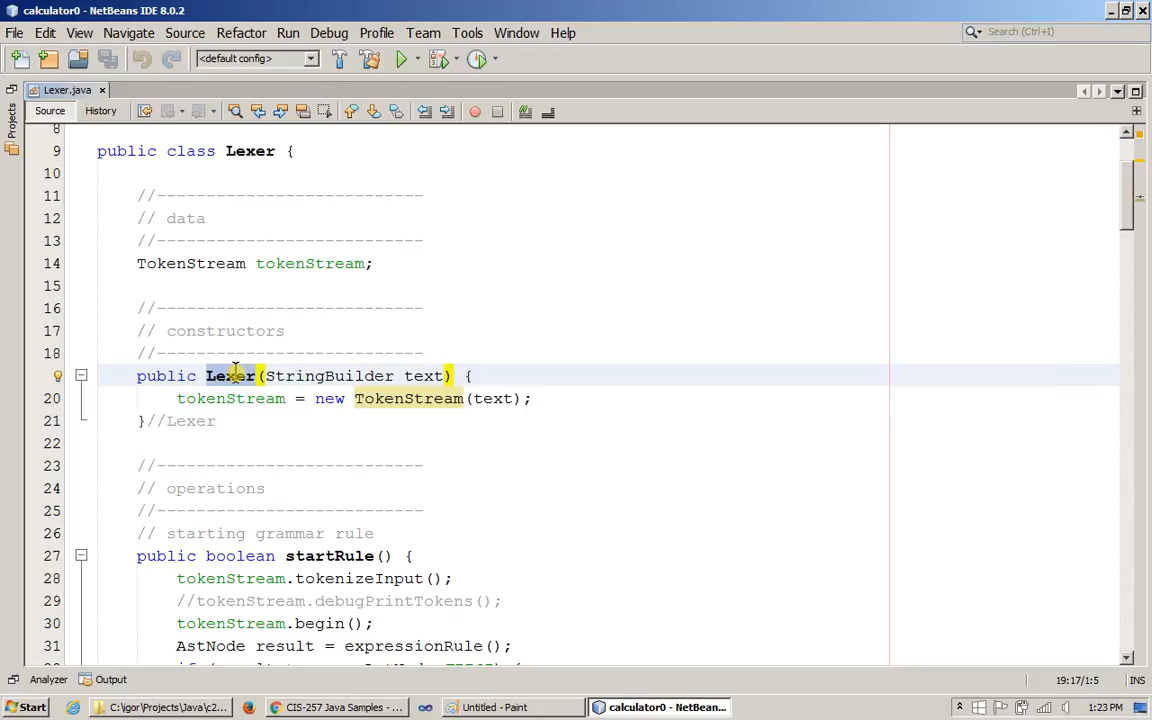 calculator0 - NetBeans IDE 8.0.2
File Edit View Navigate Source Refactor Run Debug Profile Team Tools Window Help
Search (Ctrl+I)
<default config>
Lexer.java
Projects
Source History
8
9 public class Lexer {
10
11 //---------------------------
12 // data
13 //---------------------------
14 TokenStream tokenStream;
15
16 //---------------------------
17 // constructors
18 //---------------------------
public Lexer(StringBuilder text) {
20 tokenStream = new TokenStream(text);
21 }//Lexer
22
23 //---------------------------
24 // operations
25 //---------------------------
26 // starting grammar rule
27 public boolean startRule() {
28 tokenStream.tokenizeInput();
29 //tokenStream.debugPrintTokens();
30 tokenStream.begin();
31 AstNode result = expressionRule();
Analyzer Output
19:17/1:5 INS
Start C:\igor\Projects\Java\c2... CIS-257 Java Samples - ... Untitled - Paint calculator0 - NetBean... 1:23 PM